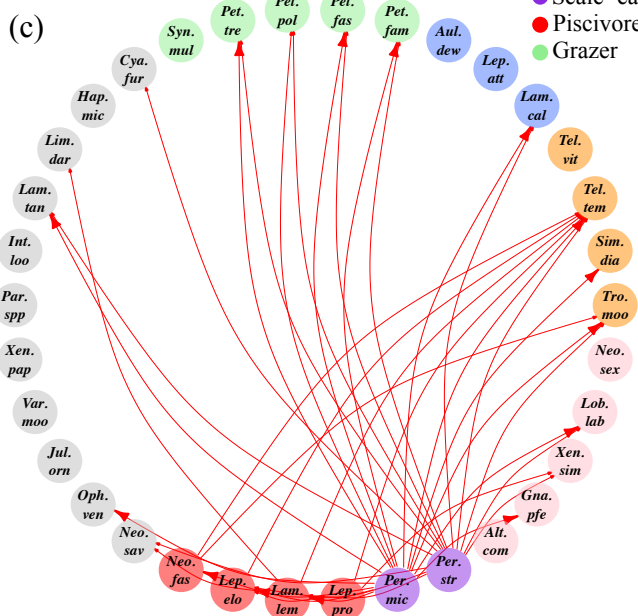 (c)
Scale-ea
Piscivore
Grazer
Pet.
pol
Pet.
fas
Pet.
tre
Pet.
fam
Syn.
mul
Aul.
dew
Cya.
fur
Lep.
att
Hap.
mic
Lam.
cal
Lim.
dar
Tel.
vit
Lam.
tan
Tel.
tem
Int.
loo
Sim.
dia
Par.
spp
Tro.
moo
Xen.
pap
Neo.
sex
Var.
moo
Lob.
lab
Jul.
orn
Xen.
sim
Oph.
ven
Gna.
pfe
Neo.
sav
Alt.
com
Neo.
fas
Lep.
elo
Lam.
lem
Lep.
pro
Per.
mic
Per.
str